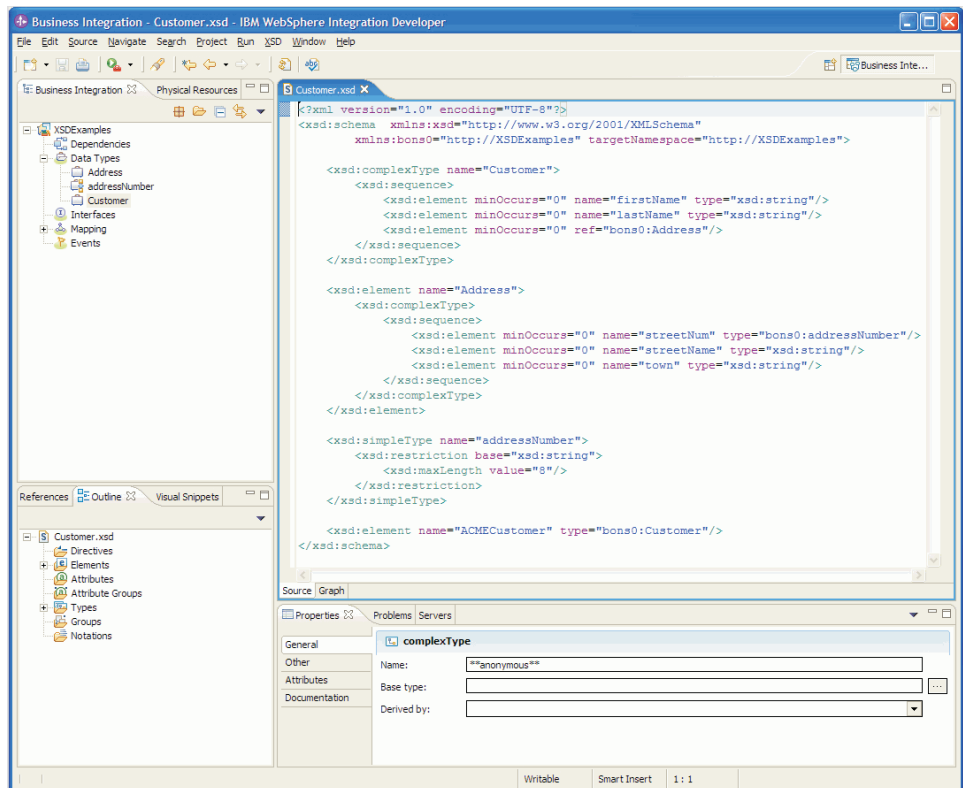 Business Integration - Customer.xsd - IBM WebSphere Integration Developer
File Edit Source Navigate Search Project Run XSD Window Help
Business Inte...
Business Integration Physical Resources
XSDExamples
Dependencies
Data Types
Address
addressNumber
Customer
Interfaces
Mapping
Events
Customer.xsd
<?xml version="1.0" encoding="UTF-8"?>
<xsd:schema xmlns:xsd="http://www.w3.org/2001/XMLSchema"
xmlns:bons0="http://XSDExamples" targetNamespace="http://XSDExamples">
<xsd:complexType name="Customer">
<xsd:sequence>
<xsd:element minOccurs="0" name="firstName" type="xsd:string"/>
<xsd:element minOccurs="0" name="lastName" type="xsd:string"/>
<xsd:element minOccurs="0" ref="bons0:Address"/>
</xsd:sequence>
</xsd:complexType>
<xsd:element name="Address">
<xsd:complexType>
<xsd:sequence>
<xsd:element minOccurs="0" name="streetNum" type="bons0:addressNumber"/>
<xsd:element minOccurs="0" name="streetName" type="xsd:string"/>
<xsd:element minOccurs="0" name="town" type="xsd:string"/>
</xsd:sequence>
</xsd:complexType>
</xsd:element>
<xsd:simpleType name="addressNumber">
<xsd:restriction base="xsd:string">
<xsd:maxLength value="8"/>
</xsd:restriction>
</xsd:simpleType>
<xsd:element name="ACMECustomer" type="bons0:Customer"/>
</xsd:schema>
Source Graph
References Outline Visual Snippets
Customer.xsd
Directives
Elements
Attributes
Attribute Groups
Types
Groups
Notations
Properties Problems Servers
General
Other
Attributes
Documentation
complexType
Name: **anonymous**
Base type: ...
Derived by:
Writable Smart Insert 1 : 1